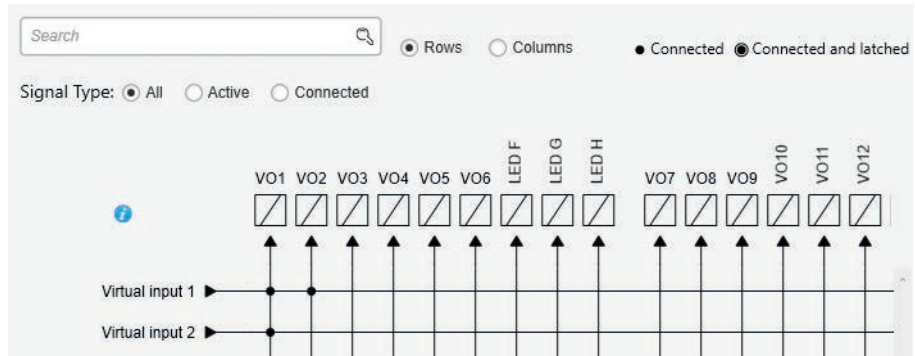 Search
Rows Columns Connected Connected and latched
Signal Type: All Active Connected
VO1 VO2 VO3 VO4 VO5 VO6 LED F LED G LED H VO7 VO8 VO9 VO10 VO11 VO12
i
Virtual input 1
Virtual input 2